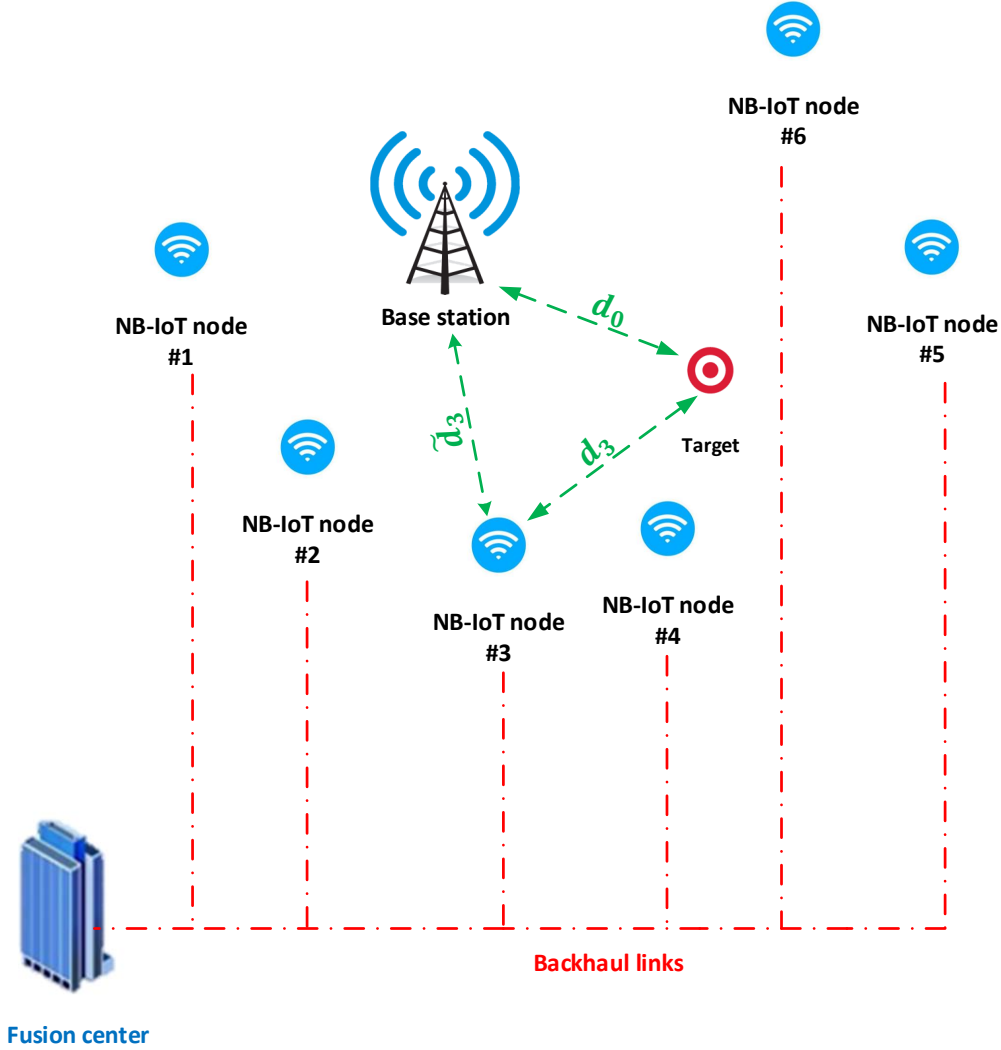 NB-IoT node
#6
NB-IoT node
#1
Base station
d₀
NB-IoT node
#5
d̃₃
d₃
Target
NB-IoT node
#2
NB-IoT node
#3
NB-IoT node
#4
Backhaul links
Fusion center